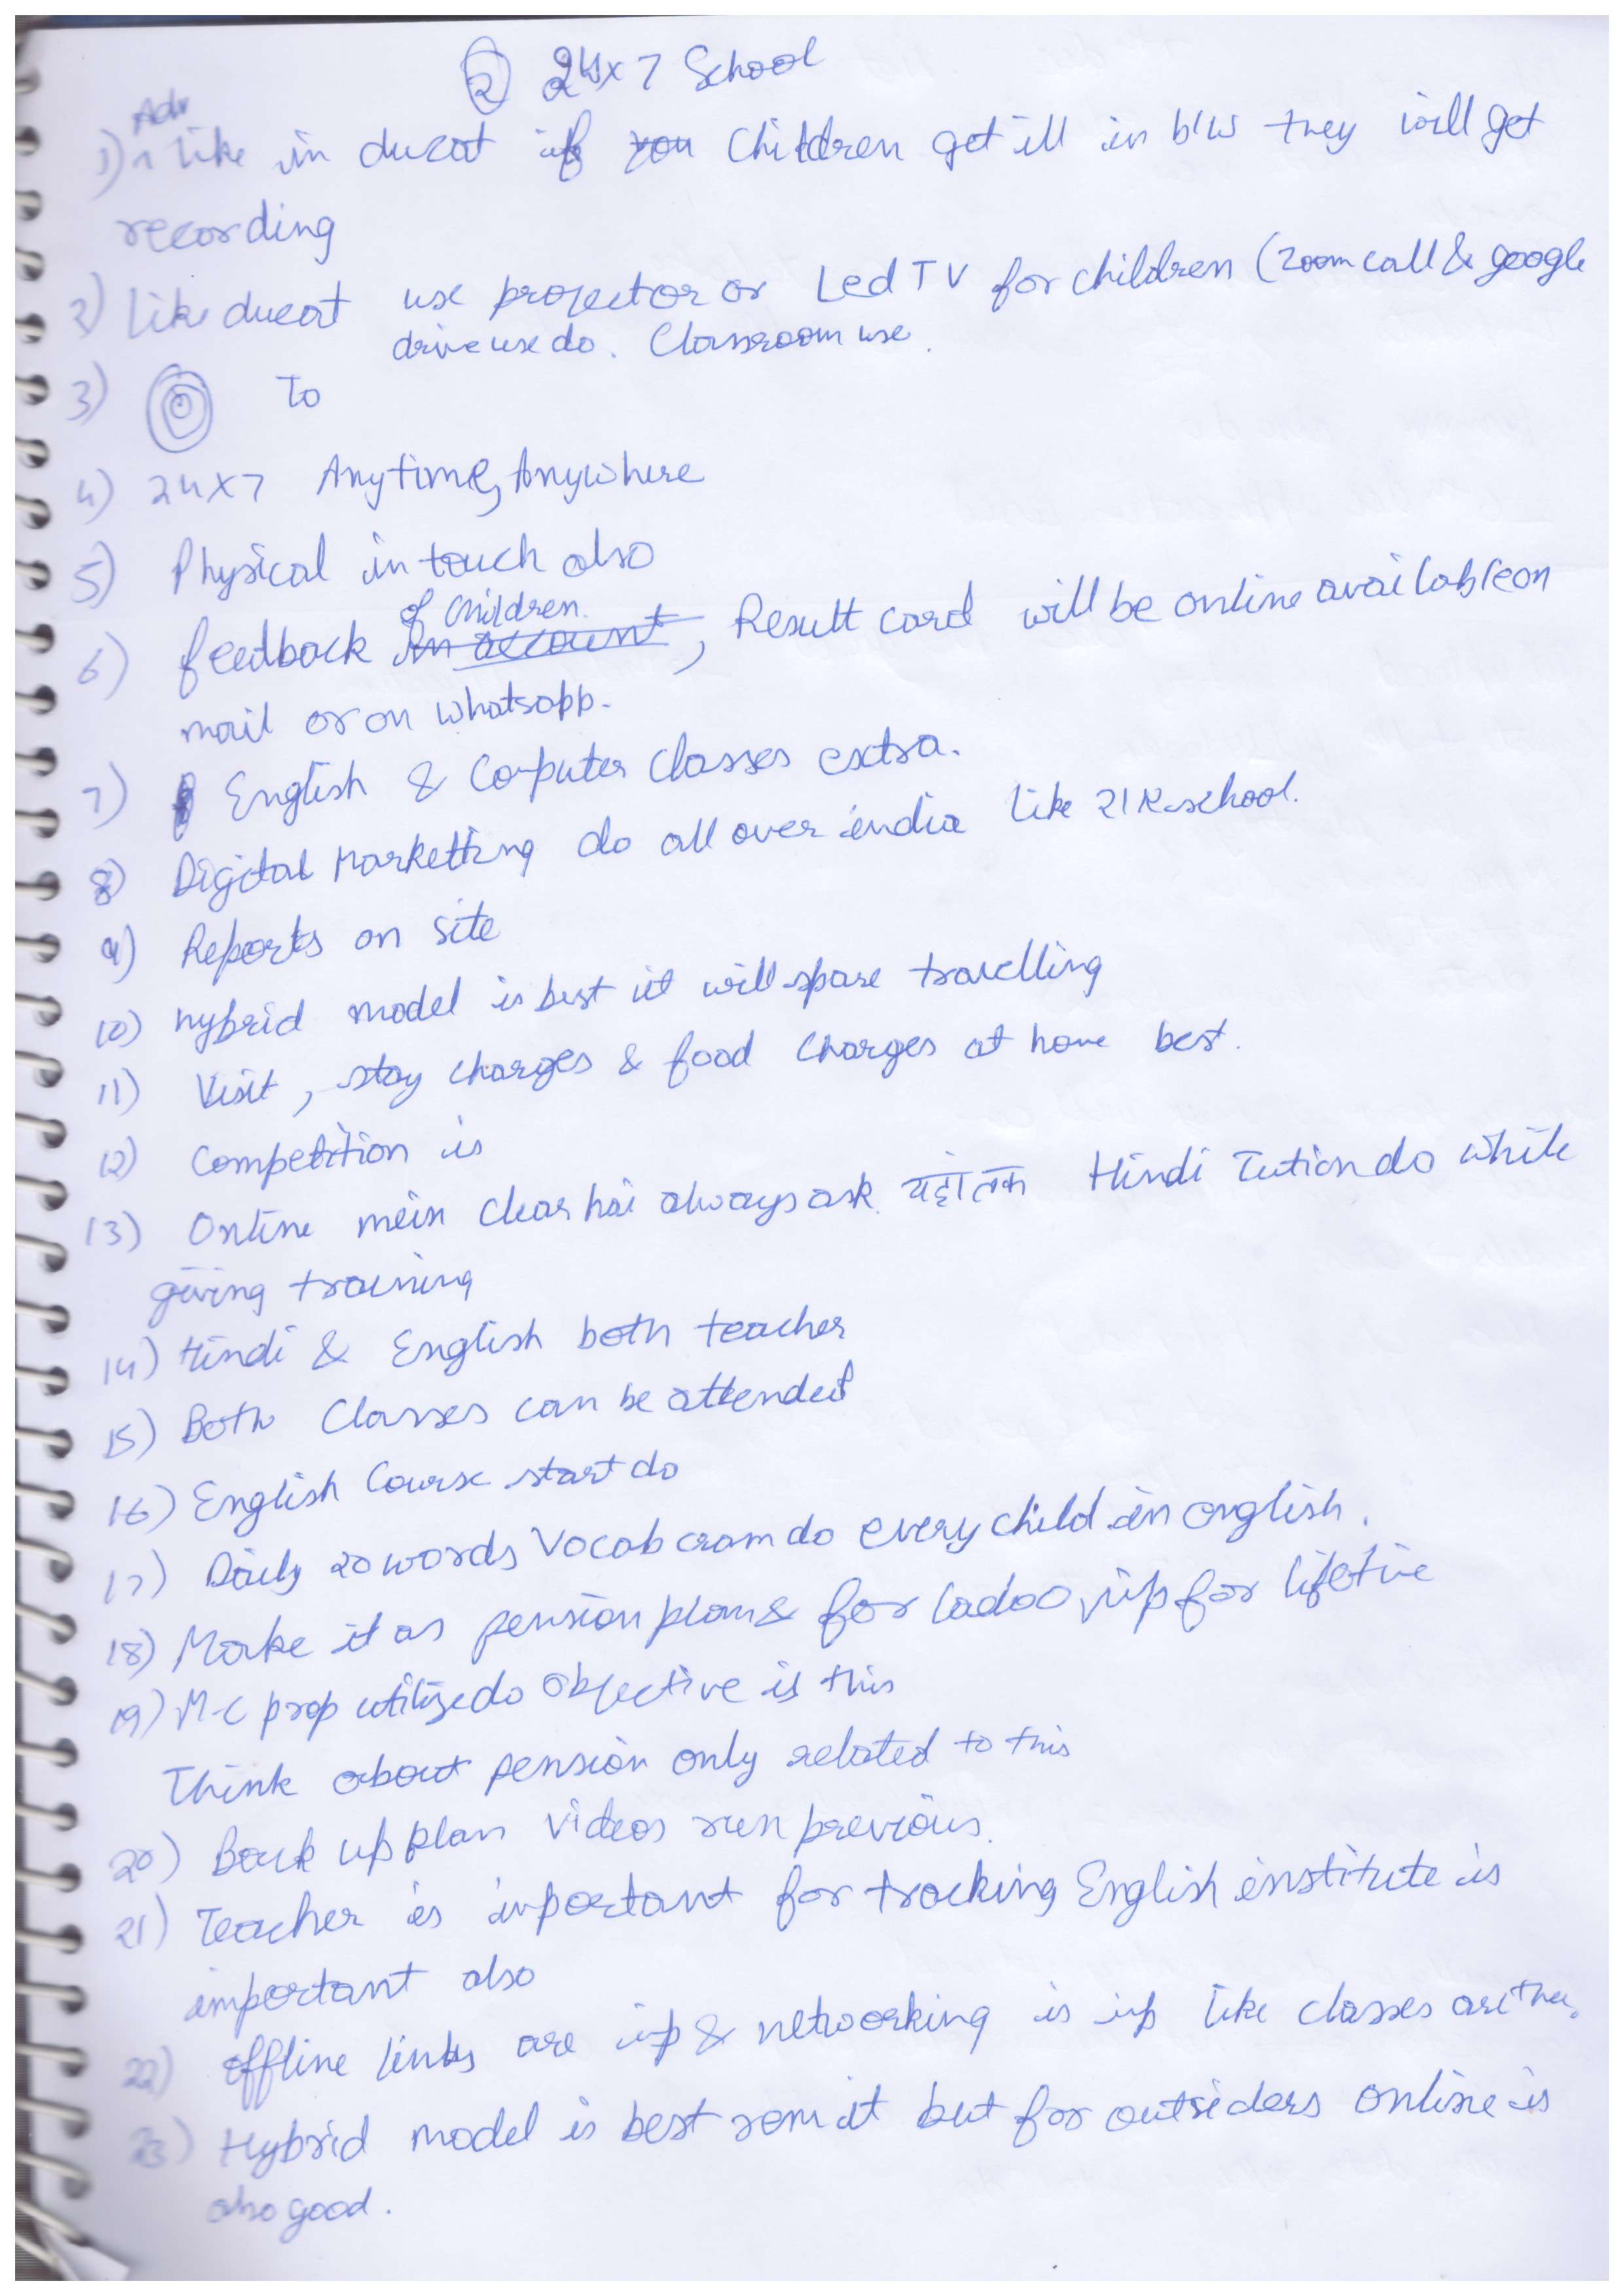 ② 24x7 School
Adv
1) ^ Like in ducat if you Children get ill in b/w they will get
recording
2) Like ducat use projector or Led TV for children (Zoom call & google
drive use do. Classroom use.
3) To
4) 24x7 Anytime, Anywhere
5) Physical in touch also
of Children.
6) feedback in account, Result card will be online available on
mail or on whatsapp.
7) English & Computer Classes extra.
8) Digital Marketting do all over india like 21K school.
9) Reports on site
10) hybrid model is best it will spare travelling
11) Visit, stay charges & food charges at home best.
12) Competition is
13) Online mein clear hai always ask यहां तक Hindi Tution do while
giving training
14) Hindi & English both teacher
15) Both Classes can be attended
16) English Course start do
17) Daily 20 words Vocab cram do every child in english.
18) Make it as pension plan & for ladoo jiip for lifetime
19) M-C prop utilize do objective is this
Think about pension only related to this
20) Back up plan videos run previous.
21) Teacher is important for tracking English institute is
important also
22) offline links are imp & networking is imp like classes are
23) Hybrid model is best rem it but for outsiders online is
also good.